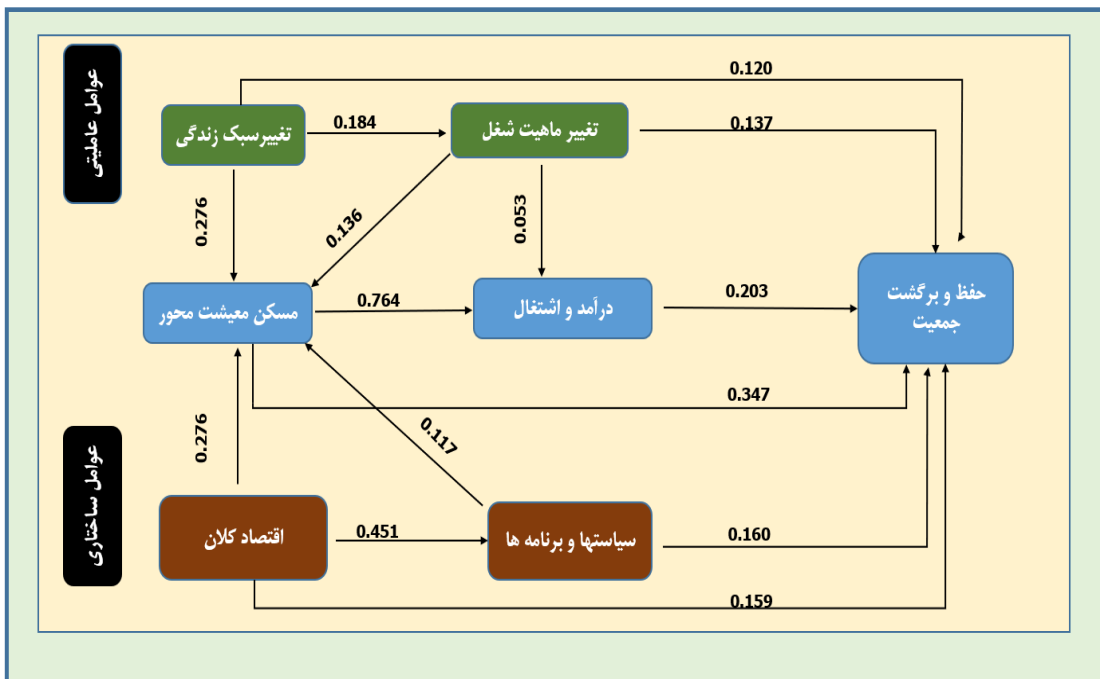 عوامل عاملیتی
0.120
تغییرسبک زندگی
0.184
تغییر ماهیت شغل
0.137
0.276
0.136
0.053
مسکن معیشت محور
0.764
درآمد و اشتغال
0.203
حفظ و برگشت
جمعیت
0.347
عوامل ساختاری
0.276
0.117
اقتصاد کلان
0.451
سیاستها و برنامه ها
0.160
0.159